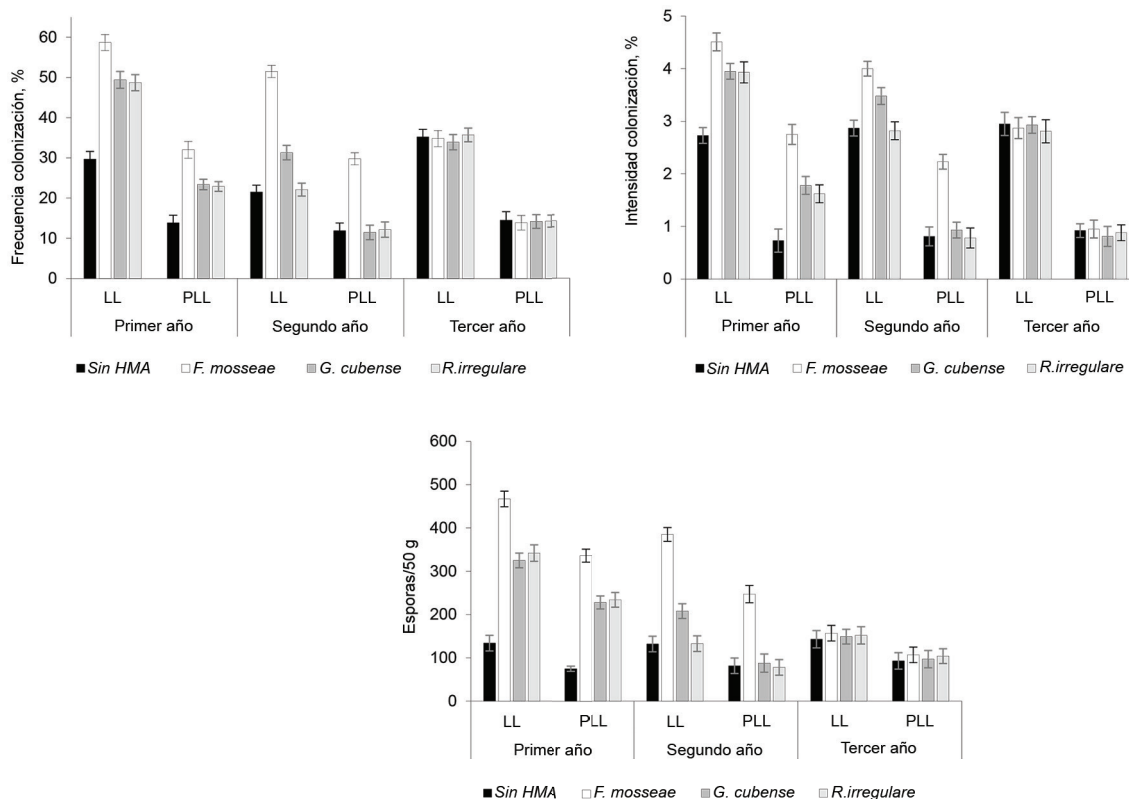 Frecuencia colonización, %
60
50
40
30
20
10
0
LL PLL LL PLL LL PLL
Primer año Segundo año Tercer año
Sin HMA F. mosseae G. cubense R.irregulare
Intensidad colonización, %
5
4
3
2
1
0
LL PLL LL PLL LL PLL
Primer año Segundo año Tercer año
Sin HMA F. mosseae G. cubense R.irregulare
Esporas/50 g
600
500
400
300
200
100
0
LL PLL LL PLL LL PLL
Primer año Segundo año Tercer año
Sin HMA F. mosseae G. cubense R.irregulare